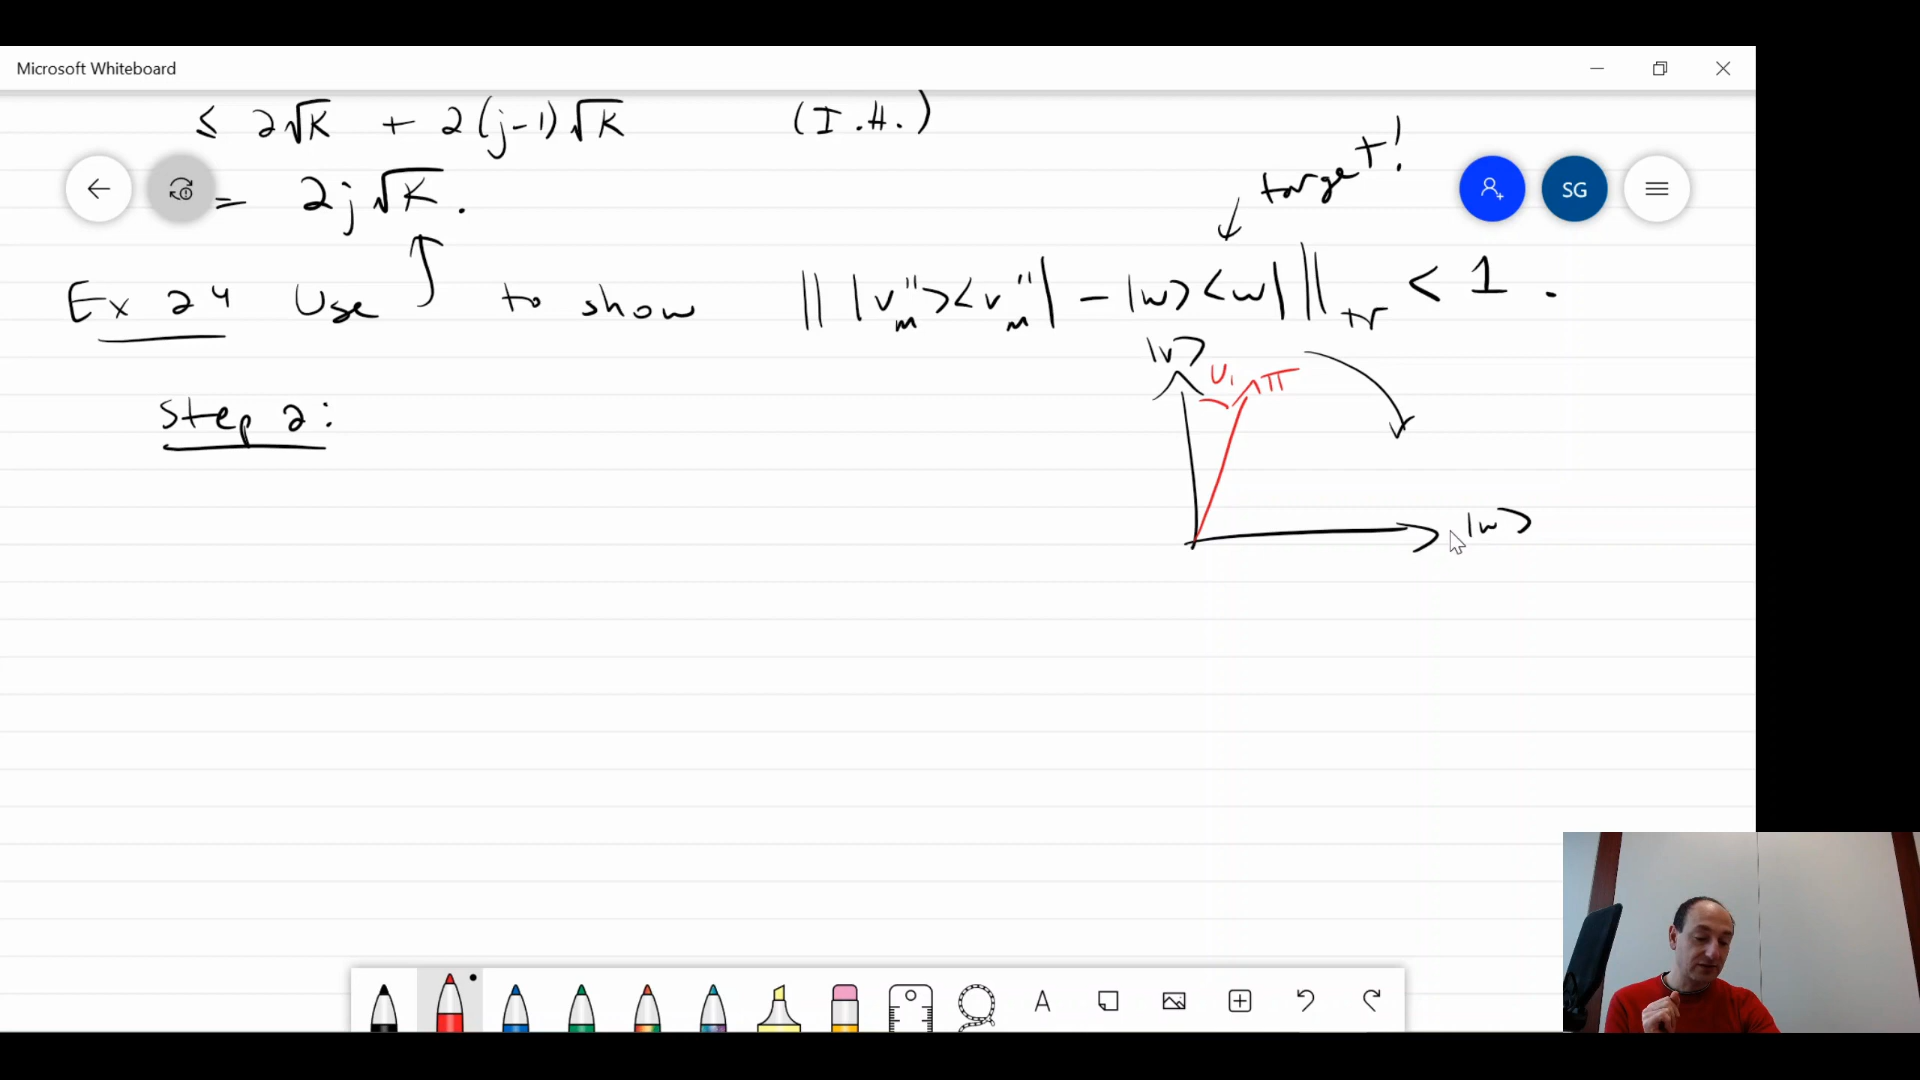 Microsoft Whiteboard
≤ 2√K + 2(j-1)√K (I.H.)
= 2j√K.
target!
SG
Ex 24 Use ↑ to show || |v''_m><v''_m| - |w><w| ||_tr < 1.
|v>
U_1 π
Step 2:
|w>
A